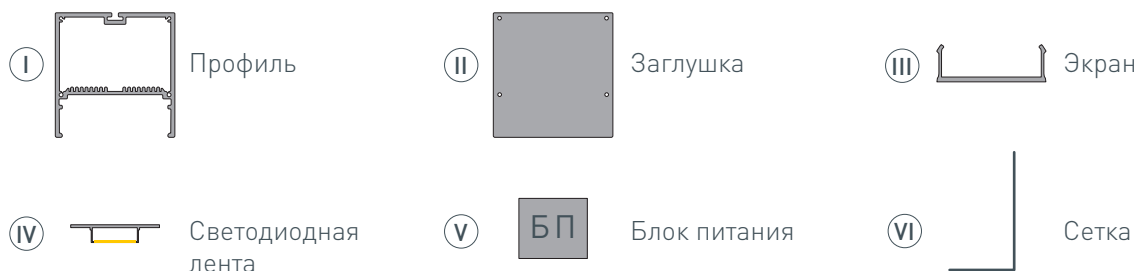 I Профиль
II Заглушка
III Экран
IV Светодиодная
лента
V БП Блок питания
VI Сетка